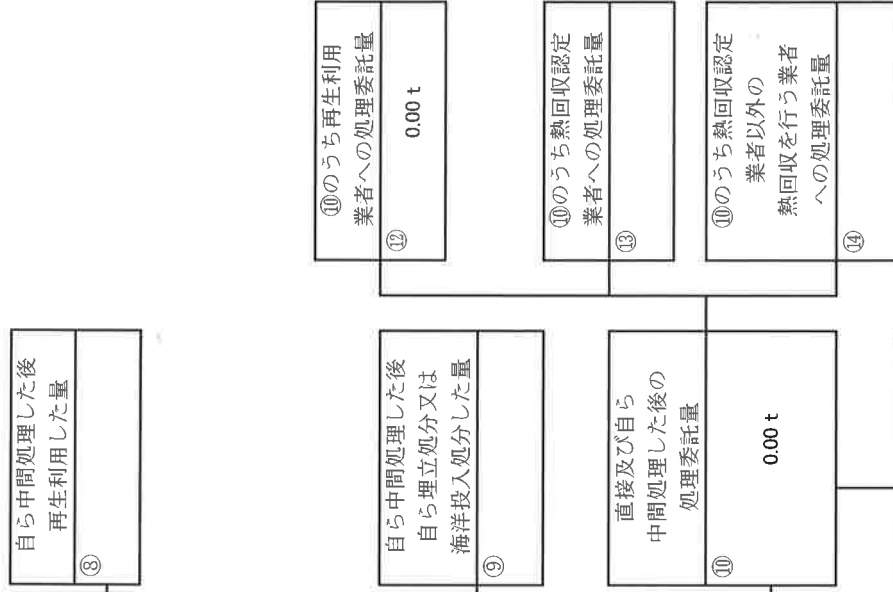 自ら中間処理した後
再生利用した量
⑧
自ら中間処理した後
自ら埋立処分又は
海洋投入処分した量
⑨
直接及び自ら
中間処理した後の
処理委託量
⑩
0.00 t
⑩のうち再生利用
業者への処理委託量
⑫
0.00 t
⑩のうち熱回収認定
業者への処理委託量
⑬
⑩のうち熱回収認定
業者以外の
熱回収を行う業者
への処理委託量
⑭